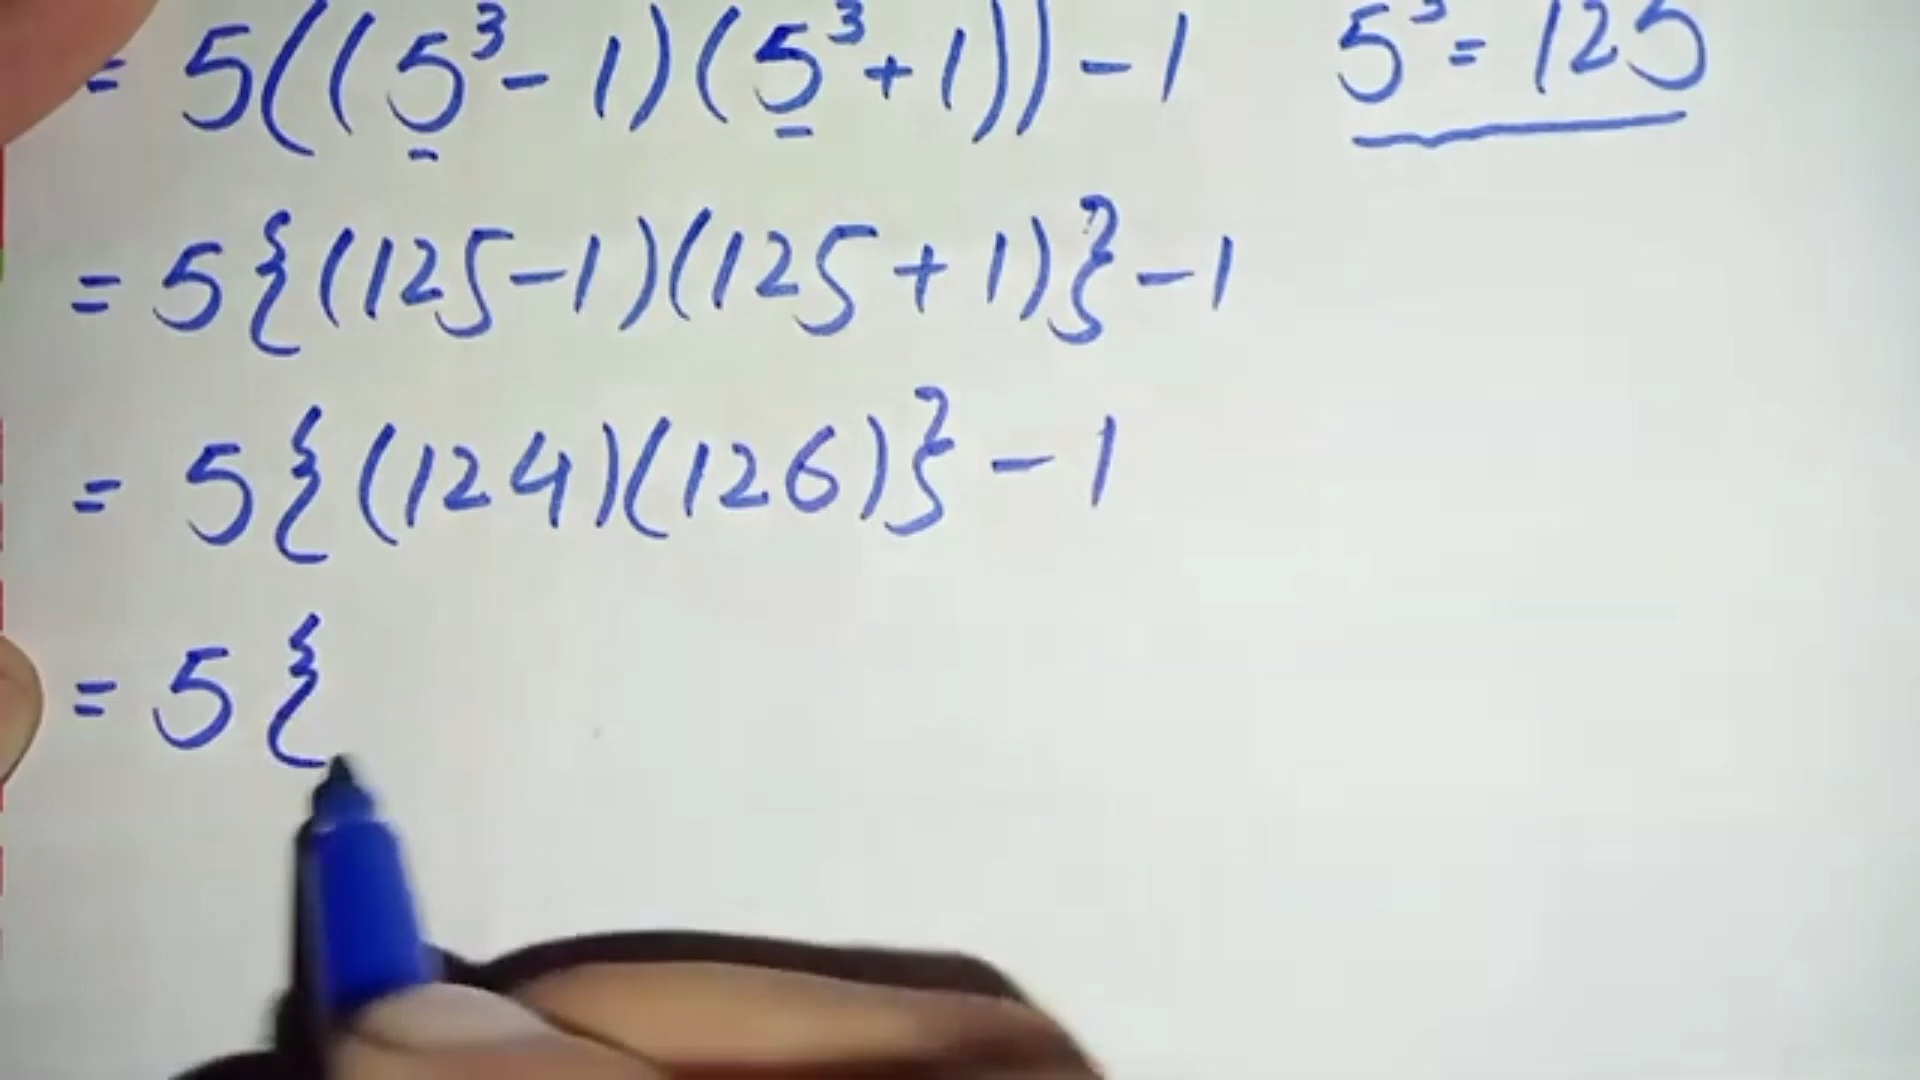 = 5((5³-1)(5³+1))-1
5³ = 125
= 5{(125-1)(125+1)}-1
= 5{(124)(126)}-1
= 5{